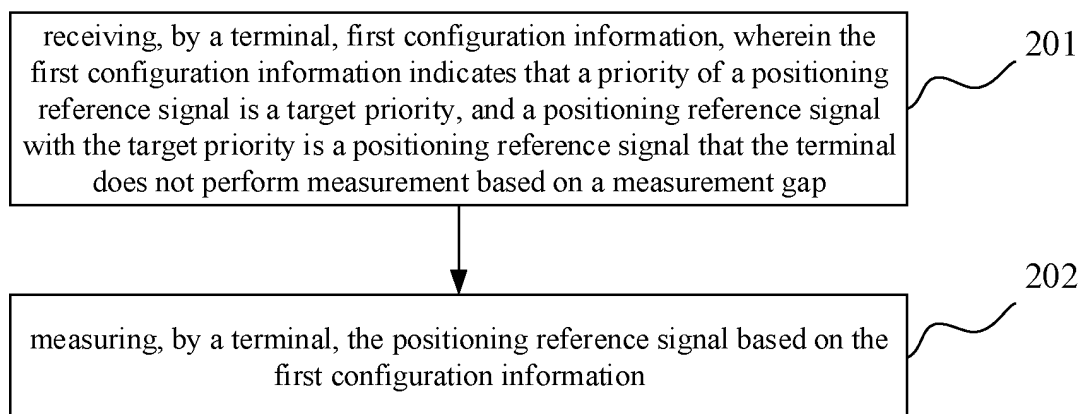 receiving, by a terminal, first configuration information, wherein the
first configuration information indicates that a priority of a positioning
reference signal is a target priority, and a positioning reference signal
with the target priority is a positioning reference signal that the terminal
does not perform measurement based on a measurement gap
201
measuring, by a terminal, the positioning reference signal based on the
first configuration information
202